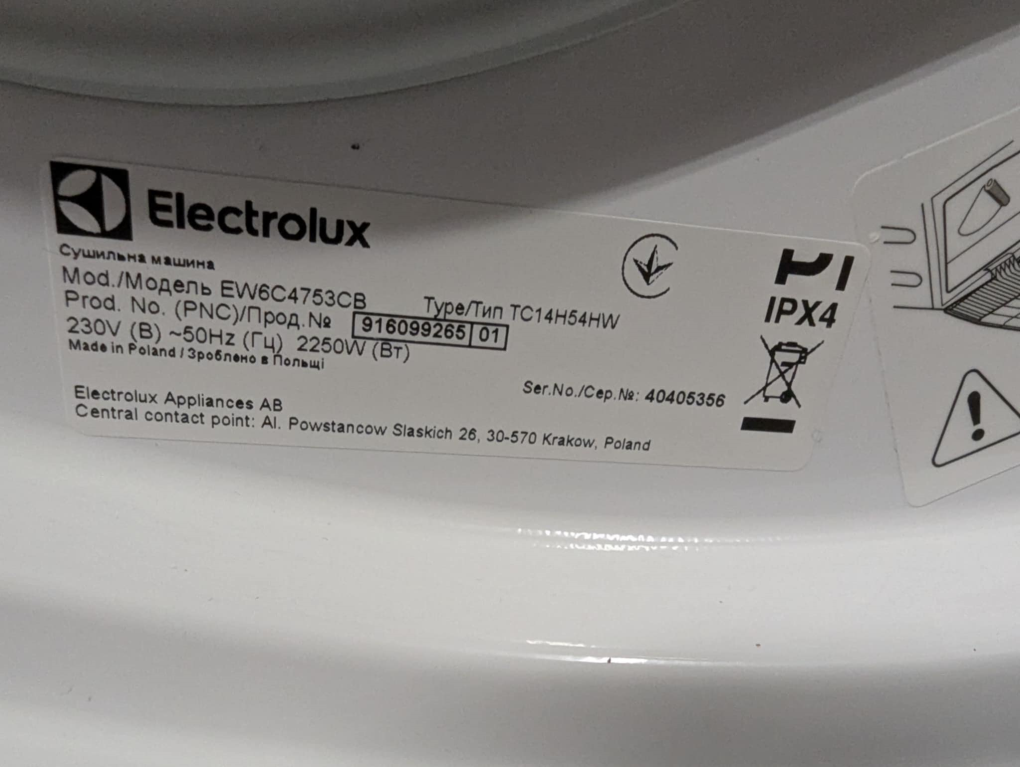 Electrolux
Сушильна машина
Mod./Модель EW6C4753CB Type/Тип TC14H54HW
Prod. No. (PNC)/Прод.№ 916099265 01
230V (В) ~50Hz (Гц) 2250W (Вт)
Made in Poland / Зроблено в Польщі
IPX4
Ser.No./Сер.№: 40405356
Electrolux Appliances AB
Central contact point: Al. Powstancow Slaskich 26, 30-570 Krakow, Poland